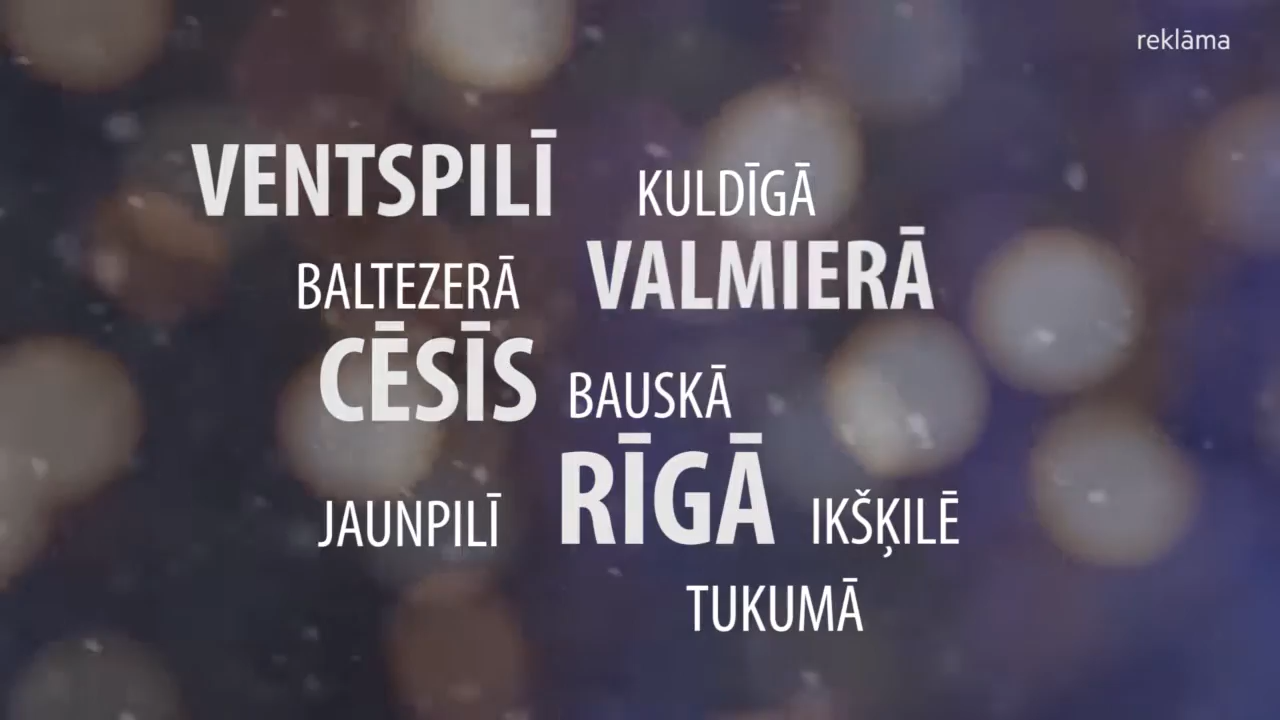 reklāma
VENTSPILĪ KULDĪGĀ
BALTEZERĀ VALMIERĀ
CĒSĪS BAUSKĀ
JAUNPILĪ RĪGĀ IKŠĶILĒ
TUKUMĀ